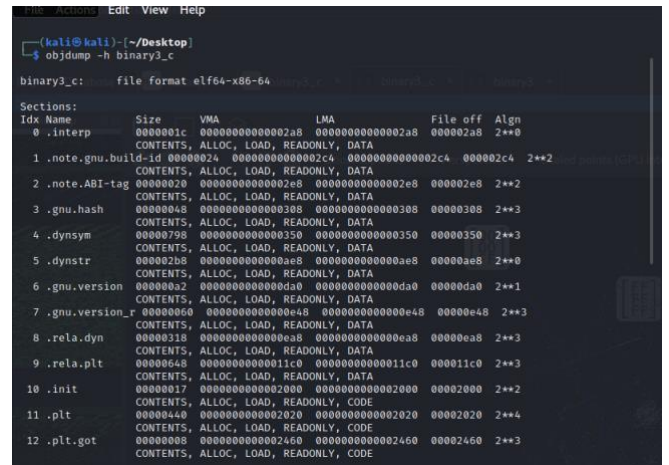 File Actions Edit View Help
(kali㉿kali)-[~/Desktop]
$ objdump -h binary3_c
binary3_c:     file format elf64-x86-64
Sections:
Idx Name          Size      VMA               LMA               File off  Algn
  0 .interp       0000001c  00000000000002a8  00000000000002a8  000002a8  2**0
                  CONTENTS, ALLOC, LOAD, READONLY, DATA
  1 .note.gnu.build-id 00000024  00000000000002c4  00000000000002c4  000002c4  2**2
                  CONTENTS, ALLOC, LOAD, READONLY, DATA
  2 .note.ABI-tag 00000020  00000000000002e8  00000000000002e8  000002e8  2**2
                  CONTENTS, ALLOC, LOAD, READONLY, DATA
  3 .gnu.hash     00000048  0000000000000308  0000000000000308  00000308  2**3
                  CONTENTS, ALLOC, LOAD, READONLY, DATA
  4 .dynsym       00000798  0000000000000350  0000000000000350  00000350  2**3
                  CONTENTS, ALLOC, LOAD, READONLY, DATA
  5 .dynstr       000002b8  0000000000000ae8  0000000000000ae8  00000ae8  2**0
                  CONTENTS, ALLOC, LOAD, READONLY, DATA
  6 .gnu.version  000000a2  0000000000000da0  0000000000000da0  00000da0  2**1
                  CONTENTS, ALLOC, LOAD, READONLY, DATA
  7 .gnu.version_r 00000060  0000000000000e48  0000000000000e48  00000e48  2**3
                  CONTENTS, ALLOC, LOAD, READONLY, DATA
  8 .rela.dyn     00000318  0000000000000ea8  0000000000000ea8  00000ea8  2**3
                  CONTENTS, ALLOC, LOAD, READONLY, DATA
  9 .rela.plt     00000648  00000000000011c0  00000000000011c0  000011c0  2**3
                  CONTENTS, ALLOC, LOAD, READONLY, DATA
 10 .init         00000017  0000000000002000  0000000000002000  00002000  2**2
                  CONTENTS, ALLOC, LOAD, READONLY, CODE
 11 .plt          00000440  0000000000002020  0000000000002020  00002020  2**4
                  CONTENTS, ALLOC, LOAD, READONLY, CODE
 12 .plt.got      00000008  0000000000002460  0000000000002460  00002460  2**3
                  CONTENTS, ALLOC, LOAD, READONLY, CODE